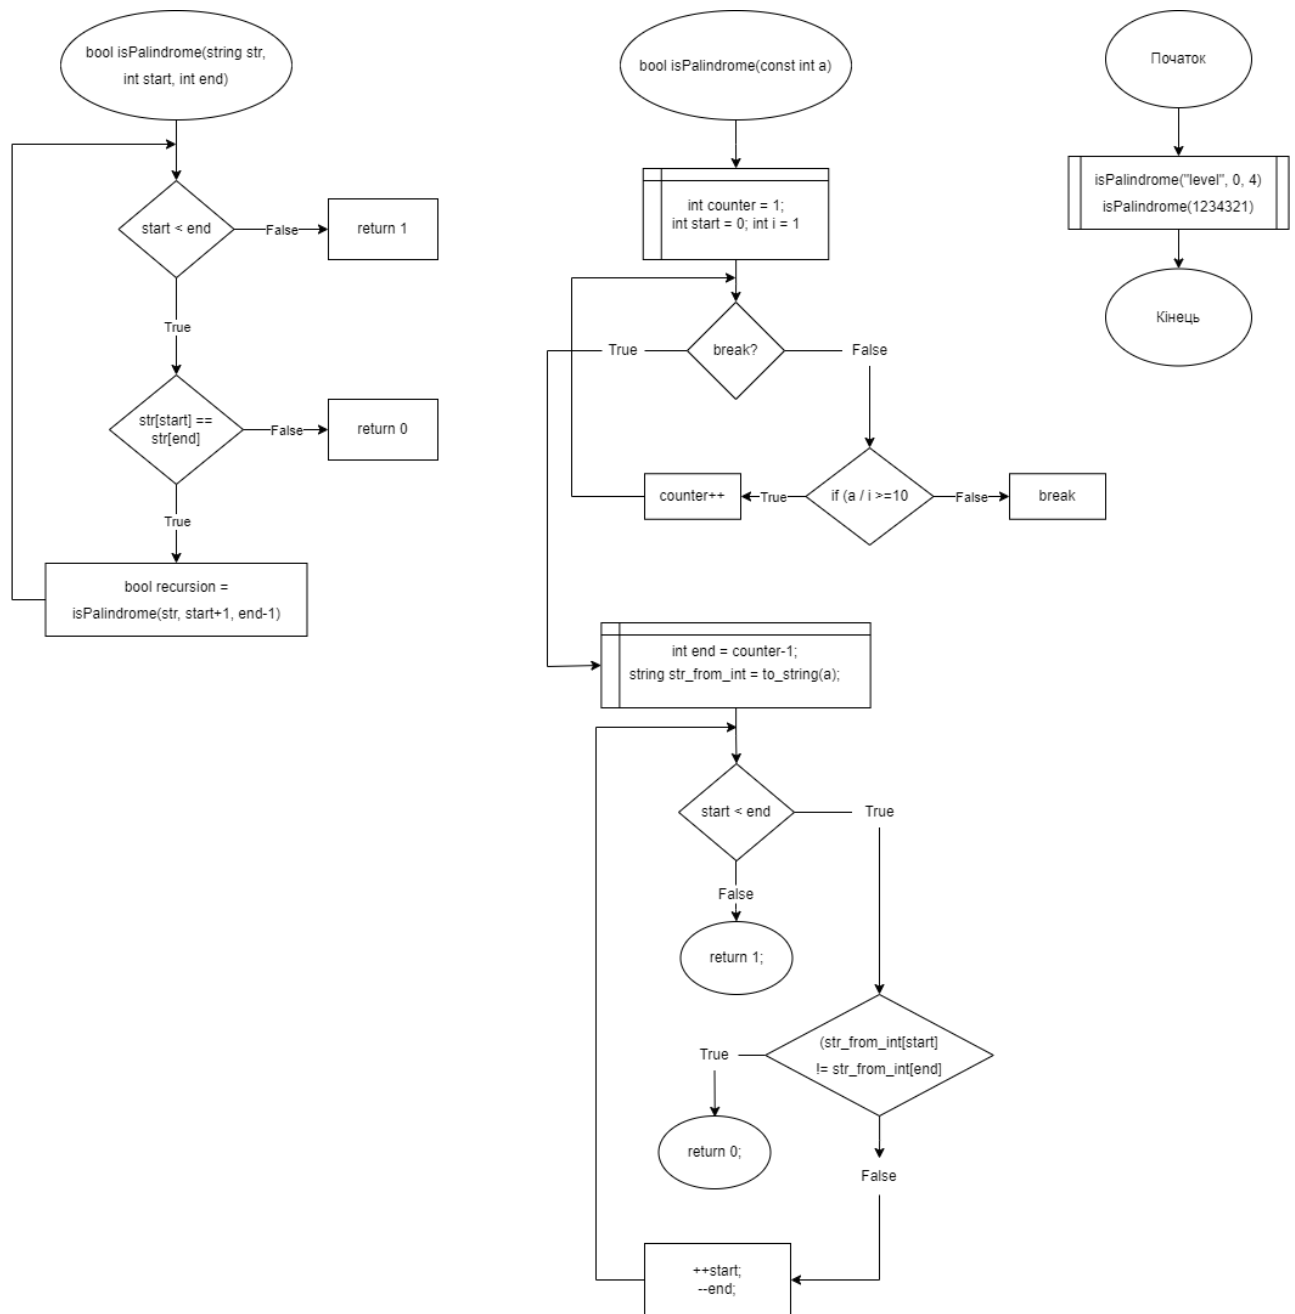 bool isPalindrome(string str,
int start, int end)
start < end
False
return 1
True
str[start] ==
str[end]
False
return 0
True
bool recursion =
isPalindrome(str, start+1, end-1)
bool isPalindrome(const int a)
int counter = 1;
int start = 0; int i = 1
break?
True
False
if (a / i >=10
True
counter++
False
break
int end = counter-1;
string str_from_int = to_string(a);
start < end
True
False
return 1;
(str_from_int[start]
!= str_from_int[end]
True
return 0;
False
++start;
--end;
Початок
isPalindrome("level", 0, 4)
isPalindrome(1234321)
Кінець